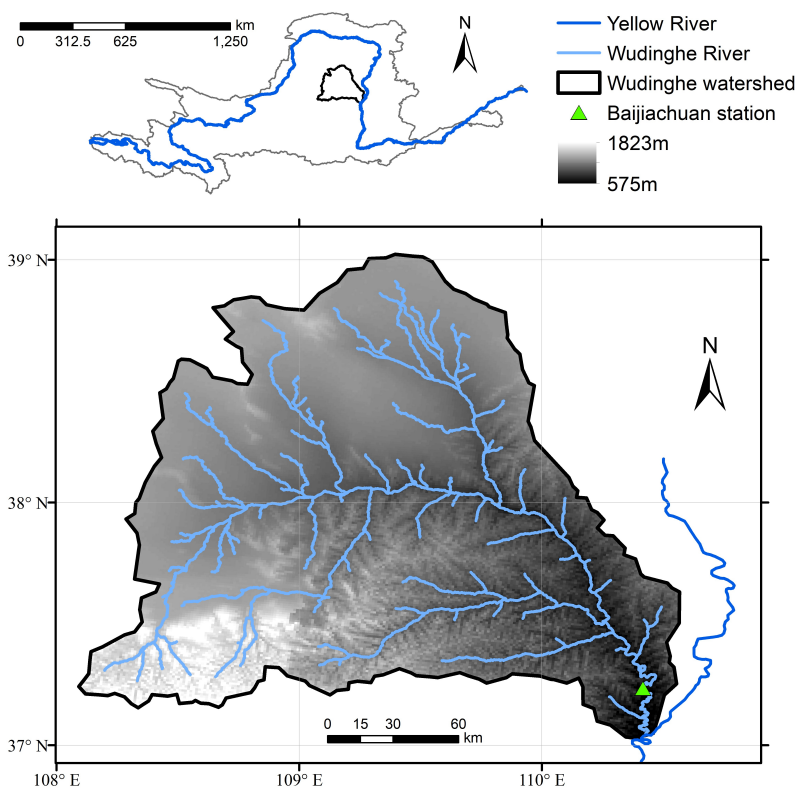 km
0 312.5 625 1,250
N
Yellow River
Wudinghe River
Wudinghe watershed
Baijiachuan station
1823m
575m
39° N
N
38° N
0 15 30 60
km
37° N
108° E 109° E 110° E